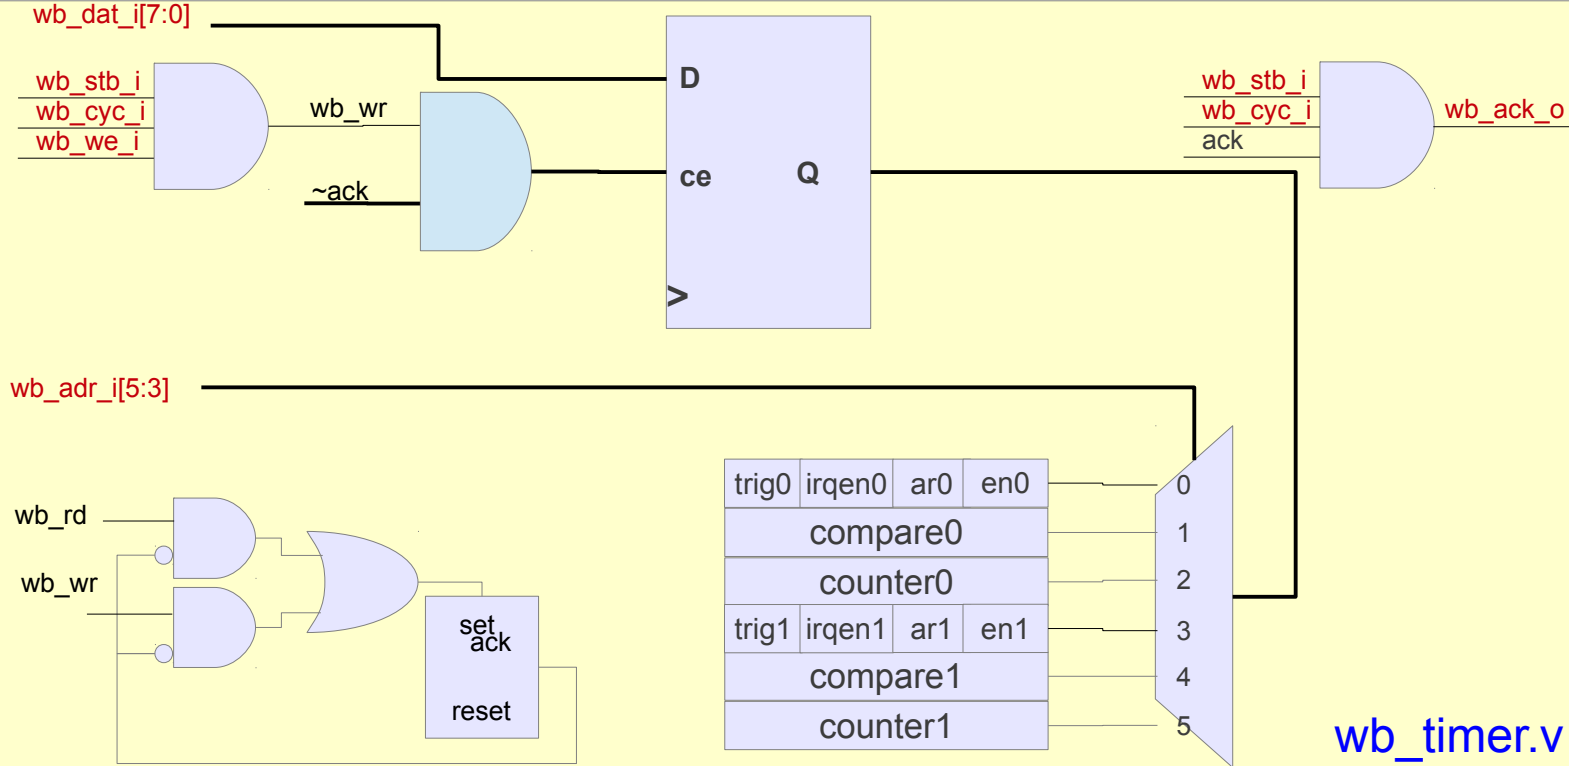 wb_dat_i[7:0]
wb_stb_i
wb_cyc_i
wb_we_i
wb_wr
~ack
D
ce
Q
>
wb_stb_i
wb_cyc_i
ack
wb_ack_o
wb_adr_i[5:3]
wb_rd
wb_wr
set
ack
reset
trig0 irqen0 ar0 en0 0
compare0 1
counter0 2
trig1 irqen1 ar1 en1 3
compare1 4
counter1 5
wb_timer.v